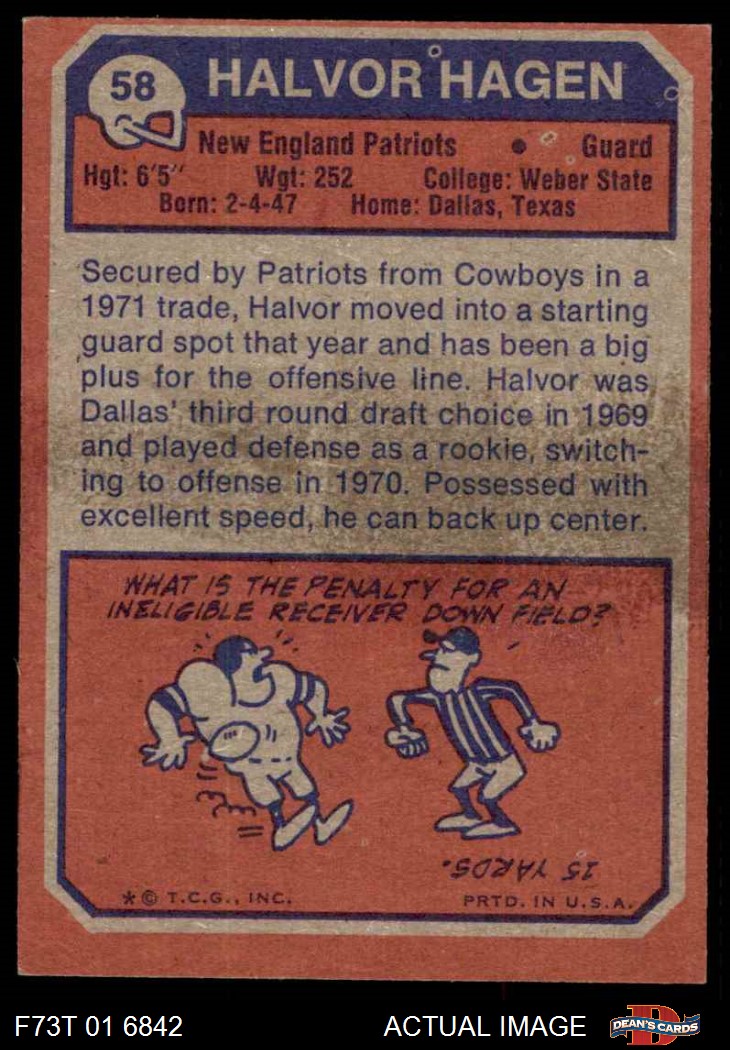 58
HALVOR HAGEN
New England Patriots • Guard
Hgt: 6'5" Wgt: 252 College: Weber State
Born: 2-4-47 Home: Dallas, Texas
Secured by Patriots from Cowboys in a
1971 trade, Halvor moved into a starting
guard spot that year and has been a big
plus for the offensive line. Halvor was
Dallas' third round draft choice in 1969
and played defense as a rookie, switch-
ing to offense in 1970. Possessed with
excellent speed, he can back up center.
WHAT IS THE PENALTY FOR AN
INELIGIBLE RECEIVER DOWN FIELD?
15 YARDS.
* © T.C.G., INC. PRTD. IN U.S.A.
F73T 01 6842 ACTUAL IMAGE
D
DEAN'S CARDS